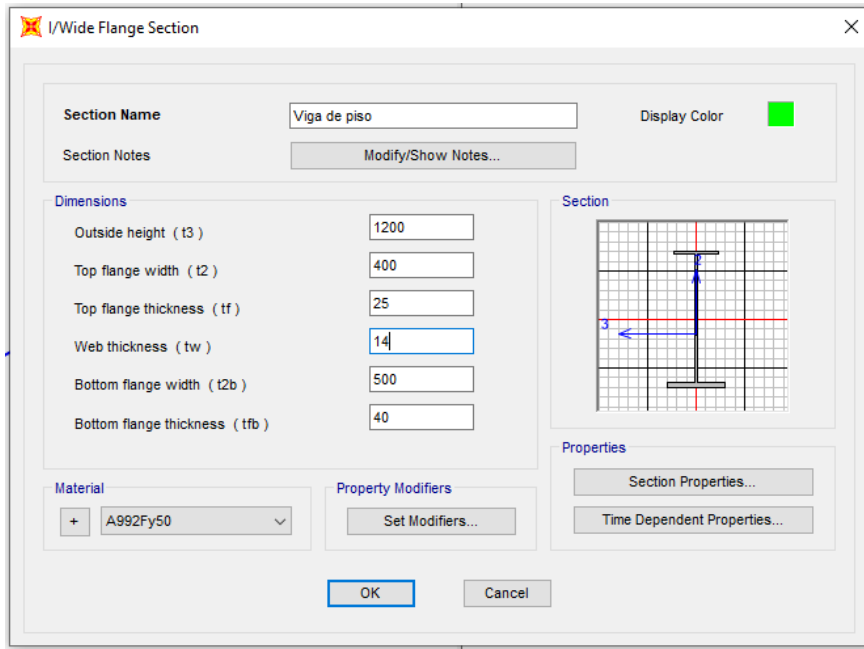 I/Wide Flange Section
Section Name Viga de piso Display Color
Section Notes Modify/Show Notes...
Dimensions
Outside height ( t3 ) 1200
Top flange width ( t2 ) 400
Top flange thickness ( tf ) 25
Web thickness ( tw ) 14
Bottom flange width ( t2b ) 500
Bottom flange thickness ( tfb ) 40
Section
2
3
Material
+ A992Fy50
Property Modifiers
Set Modifiers...
Properties
Section Properties...
Time Dependent Properties...
OK Cancel